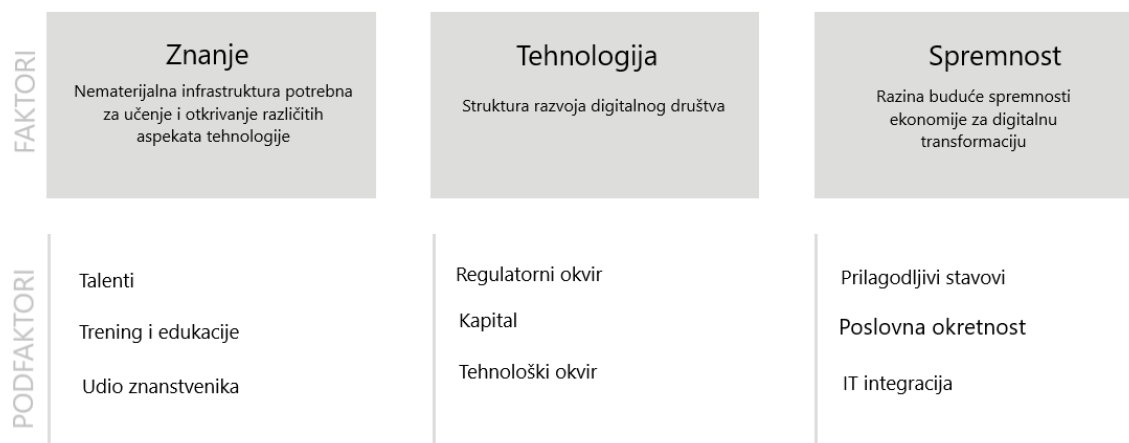 FAKTORI
Znanje
Nematerijalna infrastruktura potrebna
za učenje i otkrivanje različitih
aspekata tehnologije
Tehnologija
Struktura razvoja digitalnog društva
Spremnost
Razina buduće spremnosti
ekonomije za digitalnu
transformaciju
PODFAKTORI
Talenti
Trening i edukacije
Udio znanstvenika
Regulatorni okvir
Kapital
Tehnološki okvir
Prilagodljivi stavovi
Poslovna okretnost
IT integracija